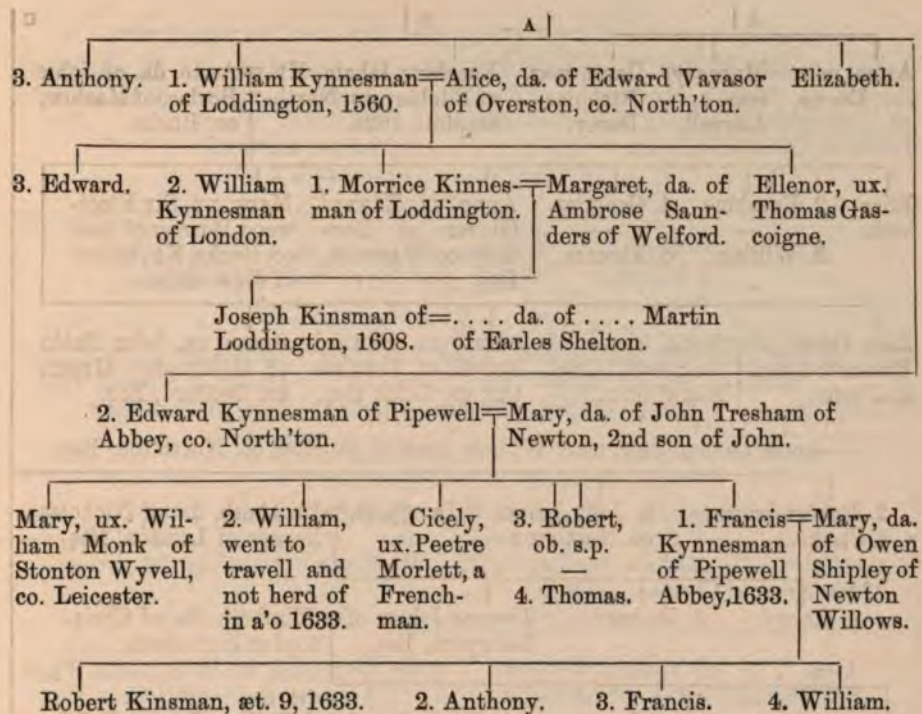 A
3. Anthony.
1. William Kynnesman=Alice, da. of Edward Vavasor
of Loddington, 1560. of Overston, co. North'ton.
Elizabeth.
3. Edward.
2. William
Kynnesman
of London.
1. Morrice Kinnes-=Margaret, da. of
man of Loddington. Ambrose Saun-
ders of Welford.
Ellenor, ux.
Thomas Gas-
coigne.
Joseph Kinsman of=.... da. of .... Martin
Loddington, 1608. of Earles Shelton.
2. Edward Kynnesman of Pipewell=Mary, da. of John Tresham of
Abbey, co. North'ton. Newton, 2nd son of John.
Mary, ux. Wil-
liam Monk of
Stonton Wyvell,
co. Leicester.
2. William,
went to
travell and
not herd of
in a'o 1633.
Cicely,
ux. Peetre
Morlett, a
French-
man.
3. Robert,
ob. s.p.
—
4. Thomas.
1. Francis=Mary, da.
Kynnesman of Owen
of Pipewell Shipley of
Abbey, 1633. Newton
Willows.
Robert Kinsman, æt. 9, 1633. 2. Anthony. 3. Francis. 4. William.